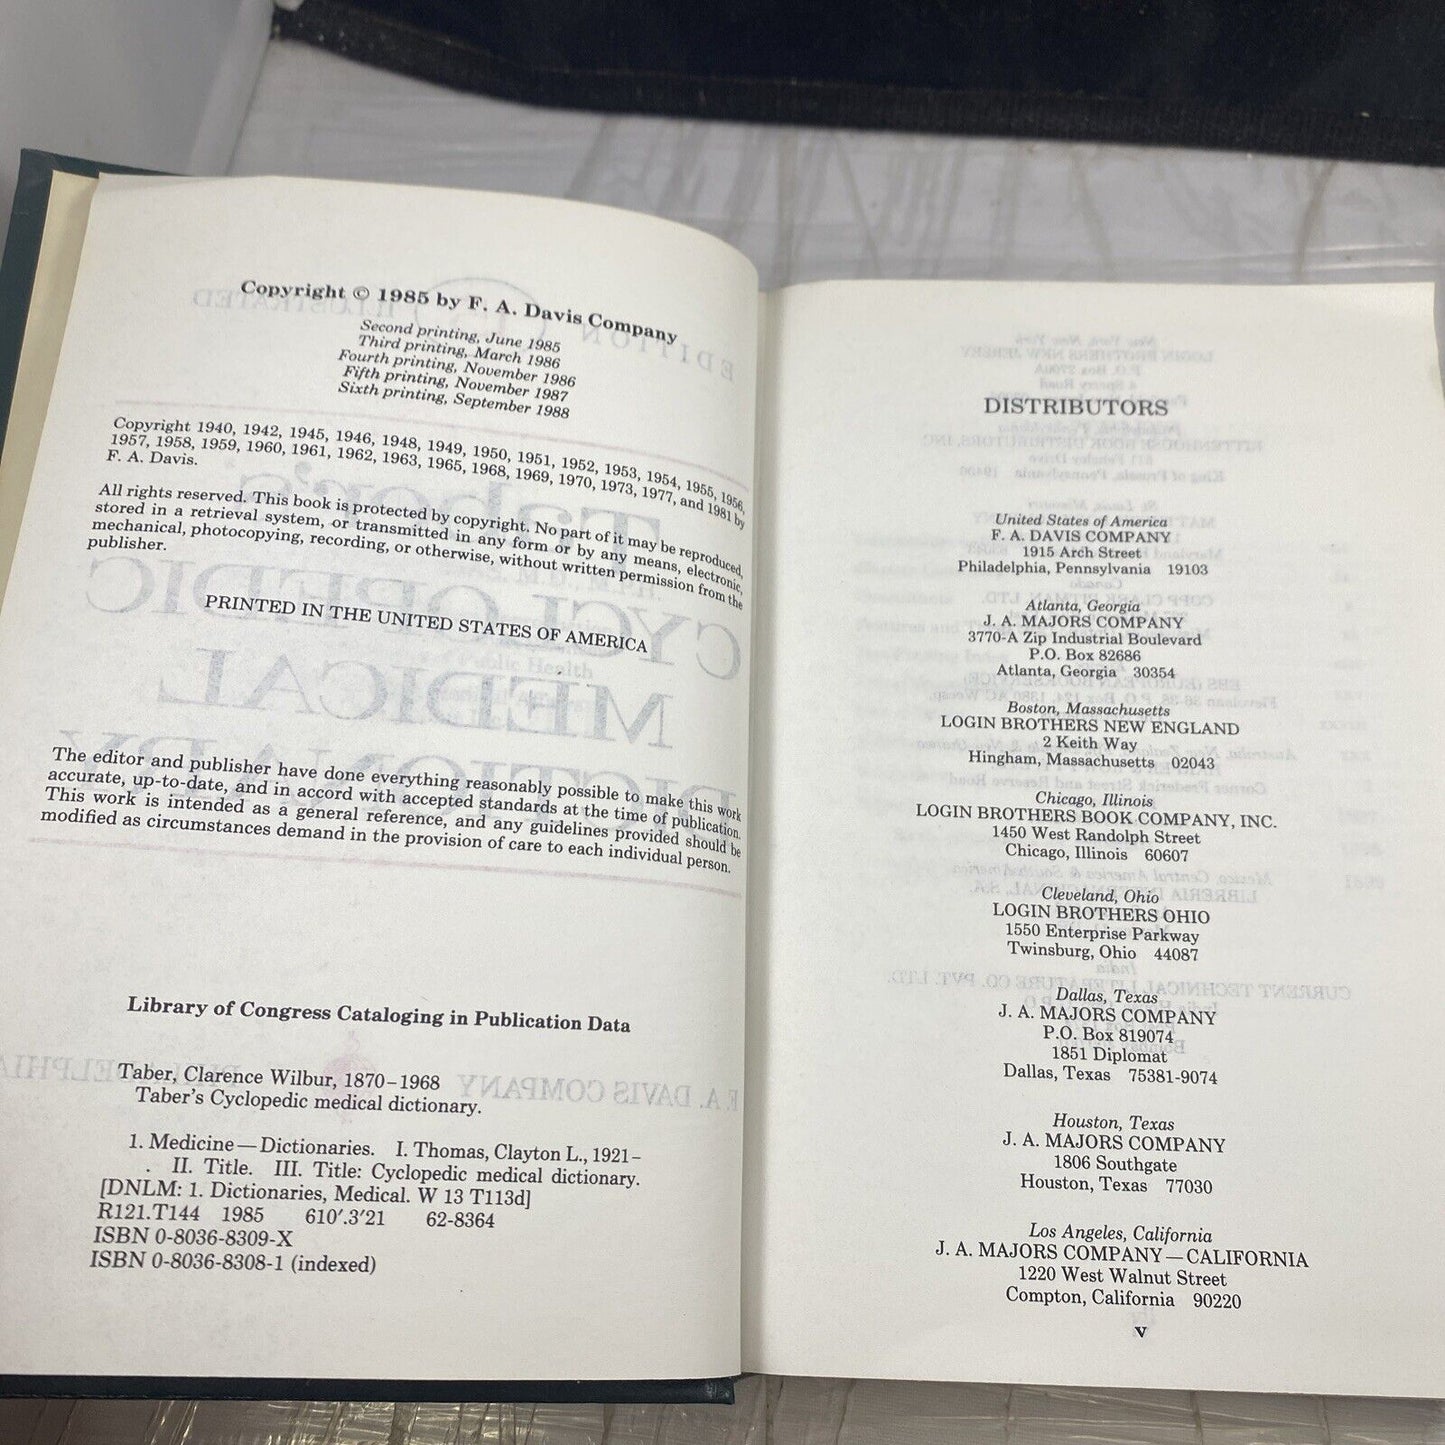 Copyright © 1985 by F. A. Davis Company
Second printing, June 1985
Third printing, March 1986
Fourth printing, November 1986
Fifth printing, November 1987
Sixth printing, September 1988
Copyright 1940, 1942, 1945, 1946, 1948, 1949, 1950, 1951, 1952, 1953, 1954, 1955, 1956,
1957, 1958, 1959, 1960, 1961, 1962, 1963, 1965, 1968, 1969, 1970, 1973, 1977, and 1981 by
F. A. Davis.
All rights reserved. This book is protected by copyright. No part of it may be reproduced,
stored in a retrieval system, or transmitted in any form or by any means, electronic,
mechanical, photocopying, recording, or otherwise, without written permission from the
publisher.
PRINTED IN THE UNITED STATES OF AMERICA
The editor and publisher have done everything reasonably possible to make this work
accurate, up-to-date, and in accord with accepted standards at the time of publication.
This work is intended as a general reference, and any guidelines provided should be
modified as circumstances demand in the provision of care to each individual person.
Library of Congress Cataloging in Publication Data
Taber, Clarence Wilbur, 1870–1968
Taber's Cyclopedic medical dictionary.
1. Medicine—Dictionaries. I. Thomas, Clayton L., 1921–
. II. Title. III. Title: Cyclopedic medical dictionary.
[DNLM: 1. Dictionaries, Medical. W 13 T113d]
R121.T144 1985 610′.3′21 62-8364
ISBN 0-8036-8309-X
ISBN 0-8036-8308-1 (indexed)
DISTRIBUTORS
United States of America
F. A. DAVIS COMPANY
1915 Arch Street
Philadelphia, Pennsylvania 19103
Atlanta, Georgia
J. A. MAJORS COMPANY
3770-A Zip Industrial Boulevard
P.O. Box 82686
Atlanta, Georgia 30354
Boston, Massachusetts
LOGIN BROTHERS NEW ENGLAND
2 Keith Way
Hingham, Massachusetts 02043
Chicago, Illinois
LOGIN BROTHERS BOOK COMPANY, INC.
1450 West Randolph Street
Chicago, Illinois 60607
Cleveland, Ohio
LOGIN BROTHERS OHIO
1550 Enterprise Parkway
Twinsburg, Ohio 44087
Dallas, Texas
J. A. MAJORS COMPANY
P.O. Box 819074
1851 Diplomat
Dallas, Texas 75381-9074
Houston, Texas
J. A. MAJORS COMPANY
1806 Southgate
Houston, Texas 77030
Los Angeles, California
J. A. MAJORS COMPANY—CALIFORNIA
1220 West Walnut Street
Compton, California 90220
v